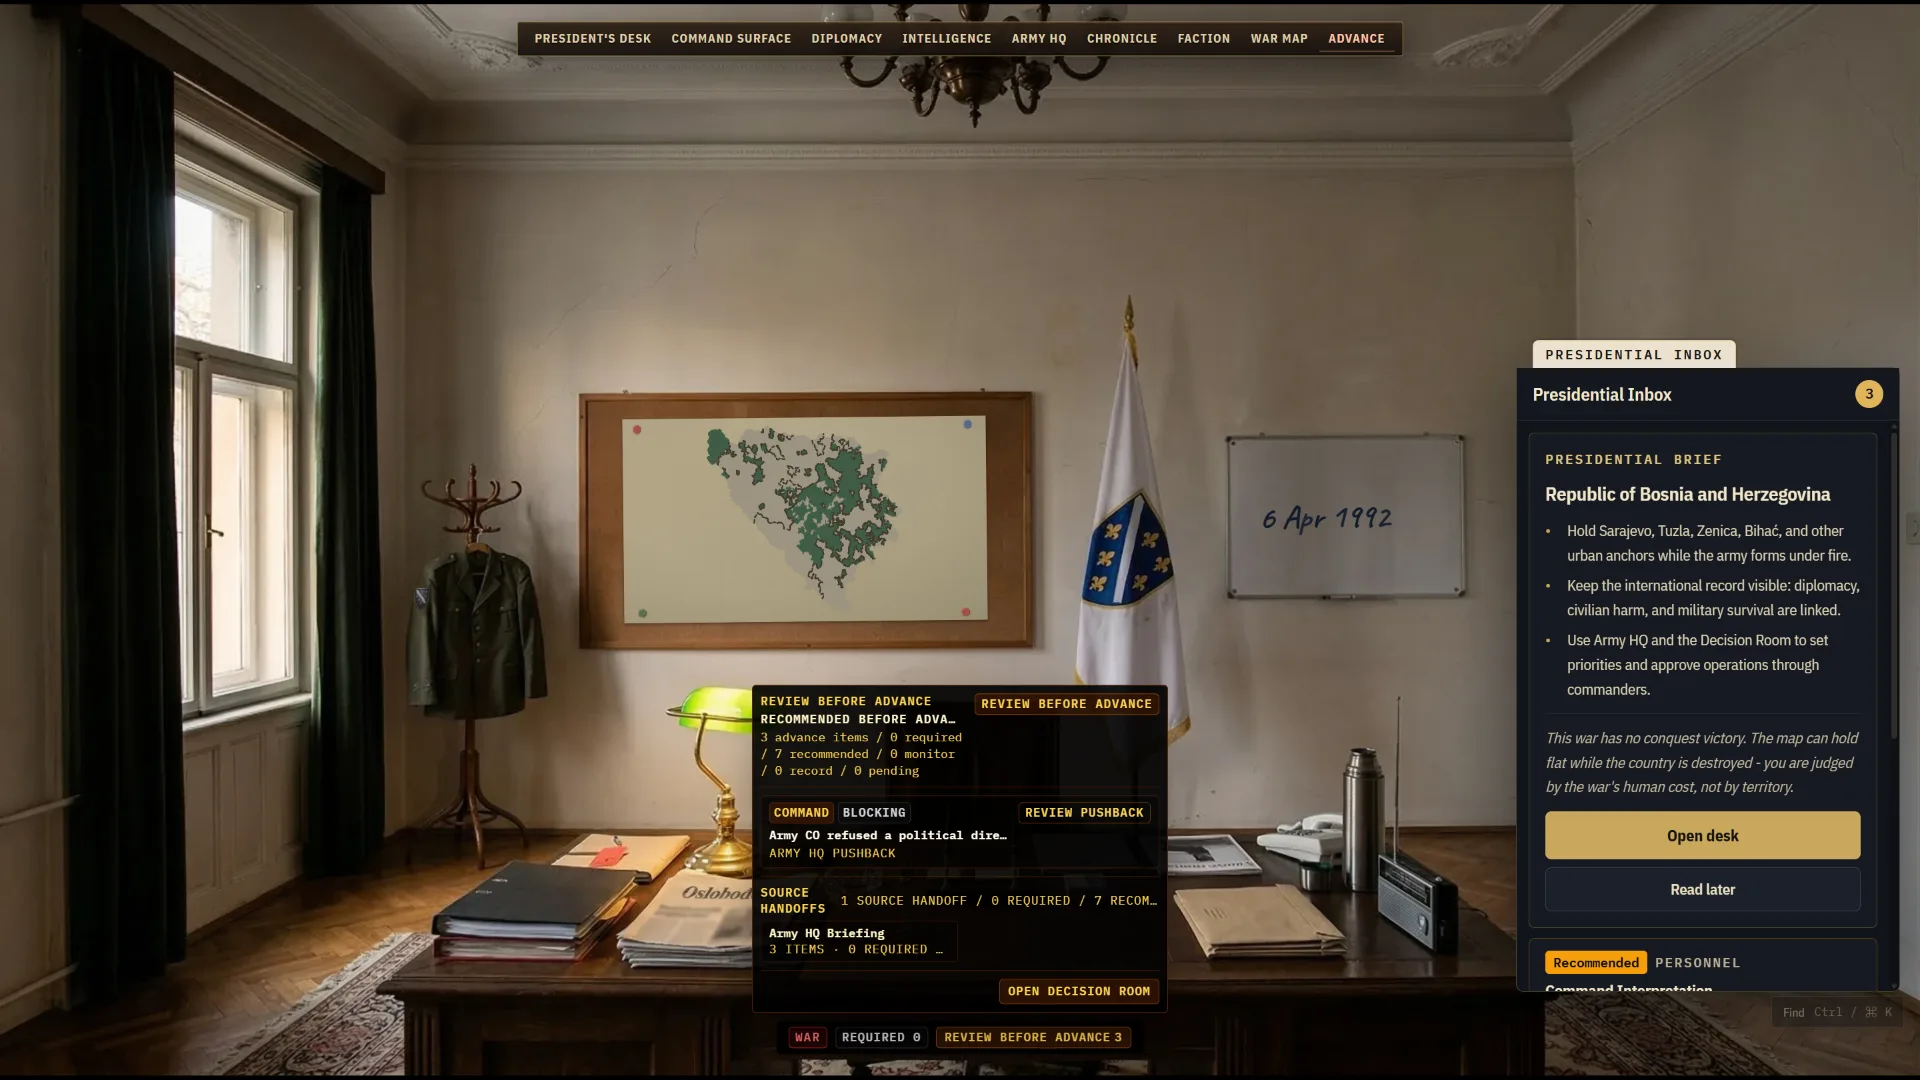 PRESIDENT'S DESK COMMAND SURFACE DIPLOMACY INTELLIGENCE ARMY HQ CHRONICLE FACTION WAR MAP ADVANCE
6 Apr 1992
PRESIDENTIAL INBOX
Presidential Inbox 3
PRESIDENTIAL BRIEF
Republic of Bosnia and Herzegovina
• Hold Sarajevo, Tuzla, Zenica, Bihać, and other
urban anchors while the army forms under fire.
• Keep the international record visible: diplomacy,
civilian harm, and military survival are linked.
• Use Army HQ and the Decision Room to set
priorities and approve operations through
commanders.
This war has no conquest victory. The map can hold
flat while the country is destroyed - you are judged
by the war's human cost, not by territory.
Open desk
Read later
Recommended PERSONNEL
Command Interpretation
Find Ctrl / ⌘ K
REVIEW BEFORE ADVANCE
REVIEW BEFORE ADVANCE
RECOMMENDED BEFORE ADVA…
3 advance items / 0 required
/ 7 recommended / 0 monitor
/ 0 record / 0 pending
COMMAND BLOCKING REVIEW PUSHBACK
Army CO refused a political dire…
ARMY HQ PUSHBACK
SOURCE
HANDOFFS
1 SOURCE HANDOFF / 0 REQUIRED / 7 RECOM…
Army HQ Briefing
3 ITEMS · 0 REQUIRED …
OPEN DECISION ROOM
WAR REQUIRED 0 REVIEW BEFORE ADVANCE 3
Oslobod